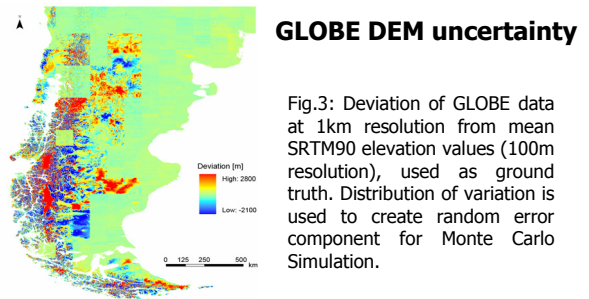 GLOBE DEM uncertainty
Fig.3: Deviation of GLOBE data
at 1km resolution from mean
SRTM90 elevation values (100m
resolution), used as ground
truth. Distribution of variation is
used to create random error
component for Monte Carlo
Simulation.
Deviation [m]
High: 2800
Low: -2100
0 125 250 500
km